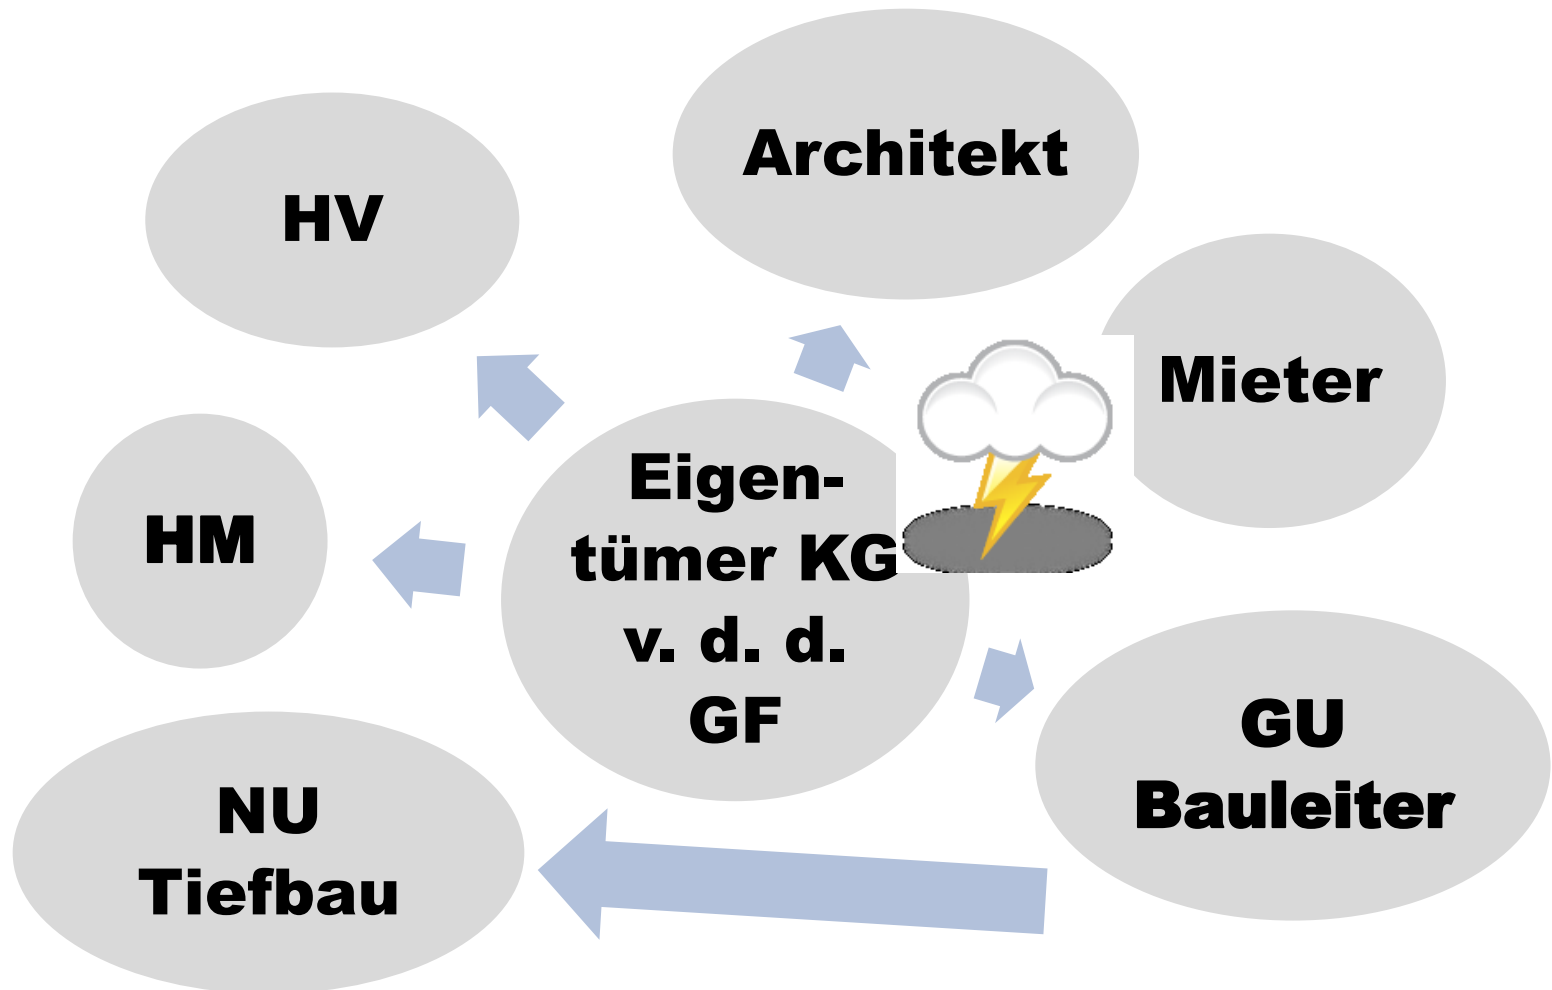 Architekt
HV
Mieter
Eigen-
tümer KG
v. d. d.
GF
HM
GU
Bauleiter
NU
Tiefbau